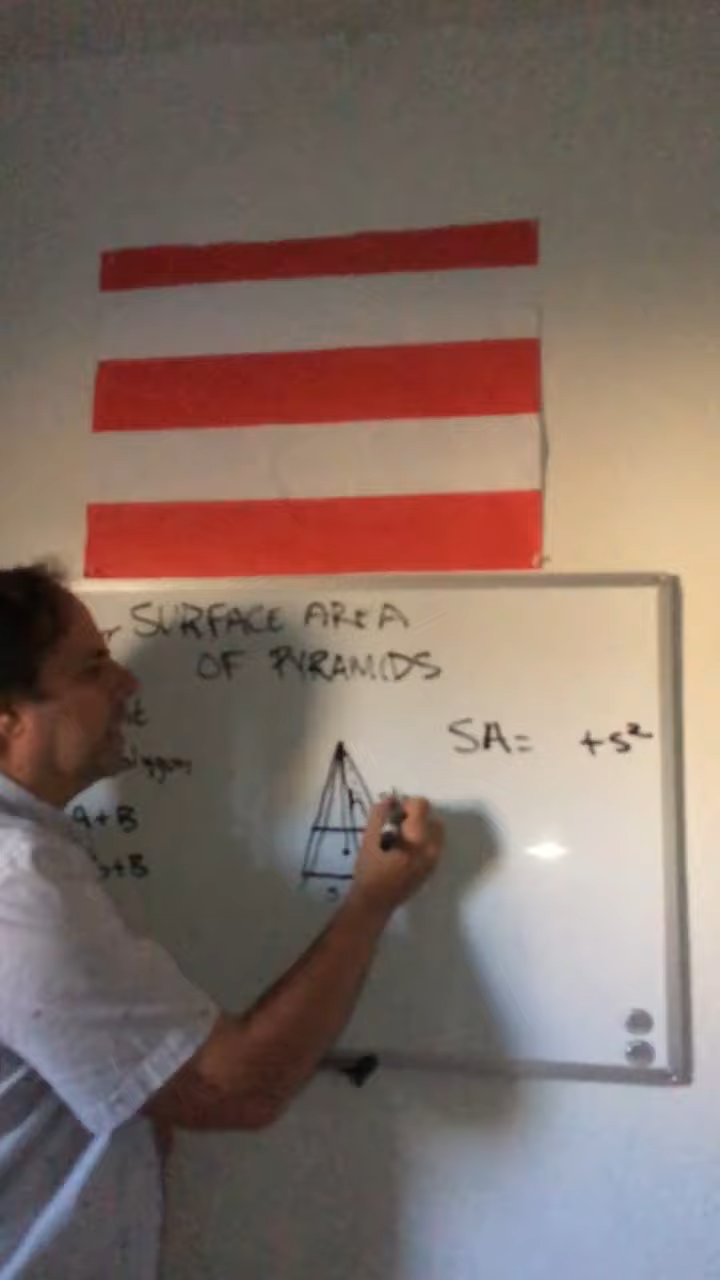 SURFACE AREA
OF PYRAMIDS
SA= +s²
A+B
+B
h
s